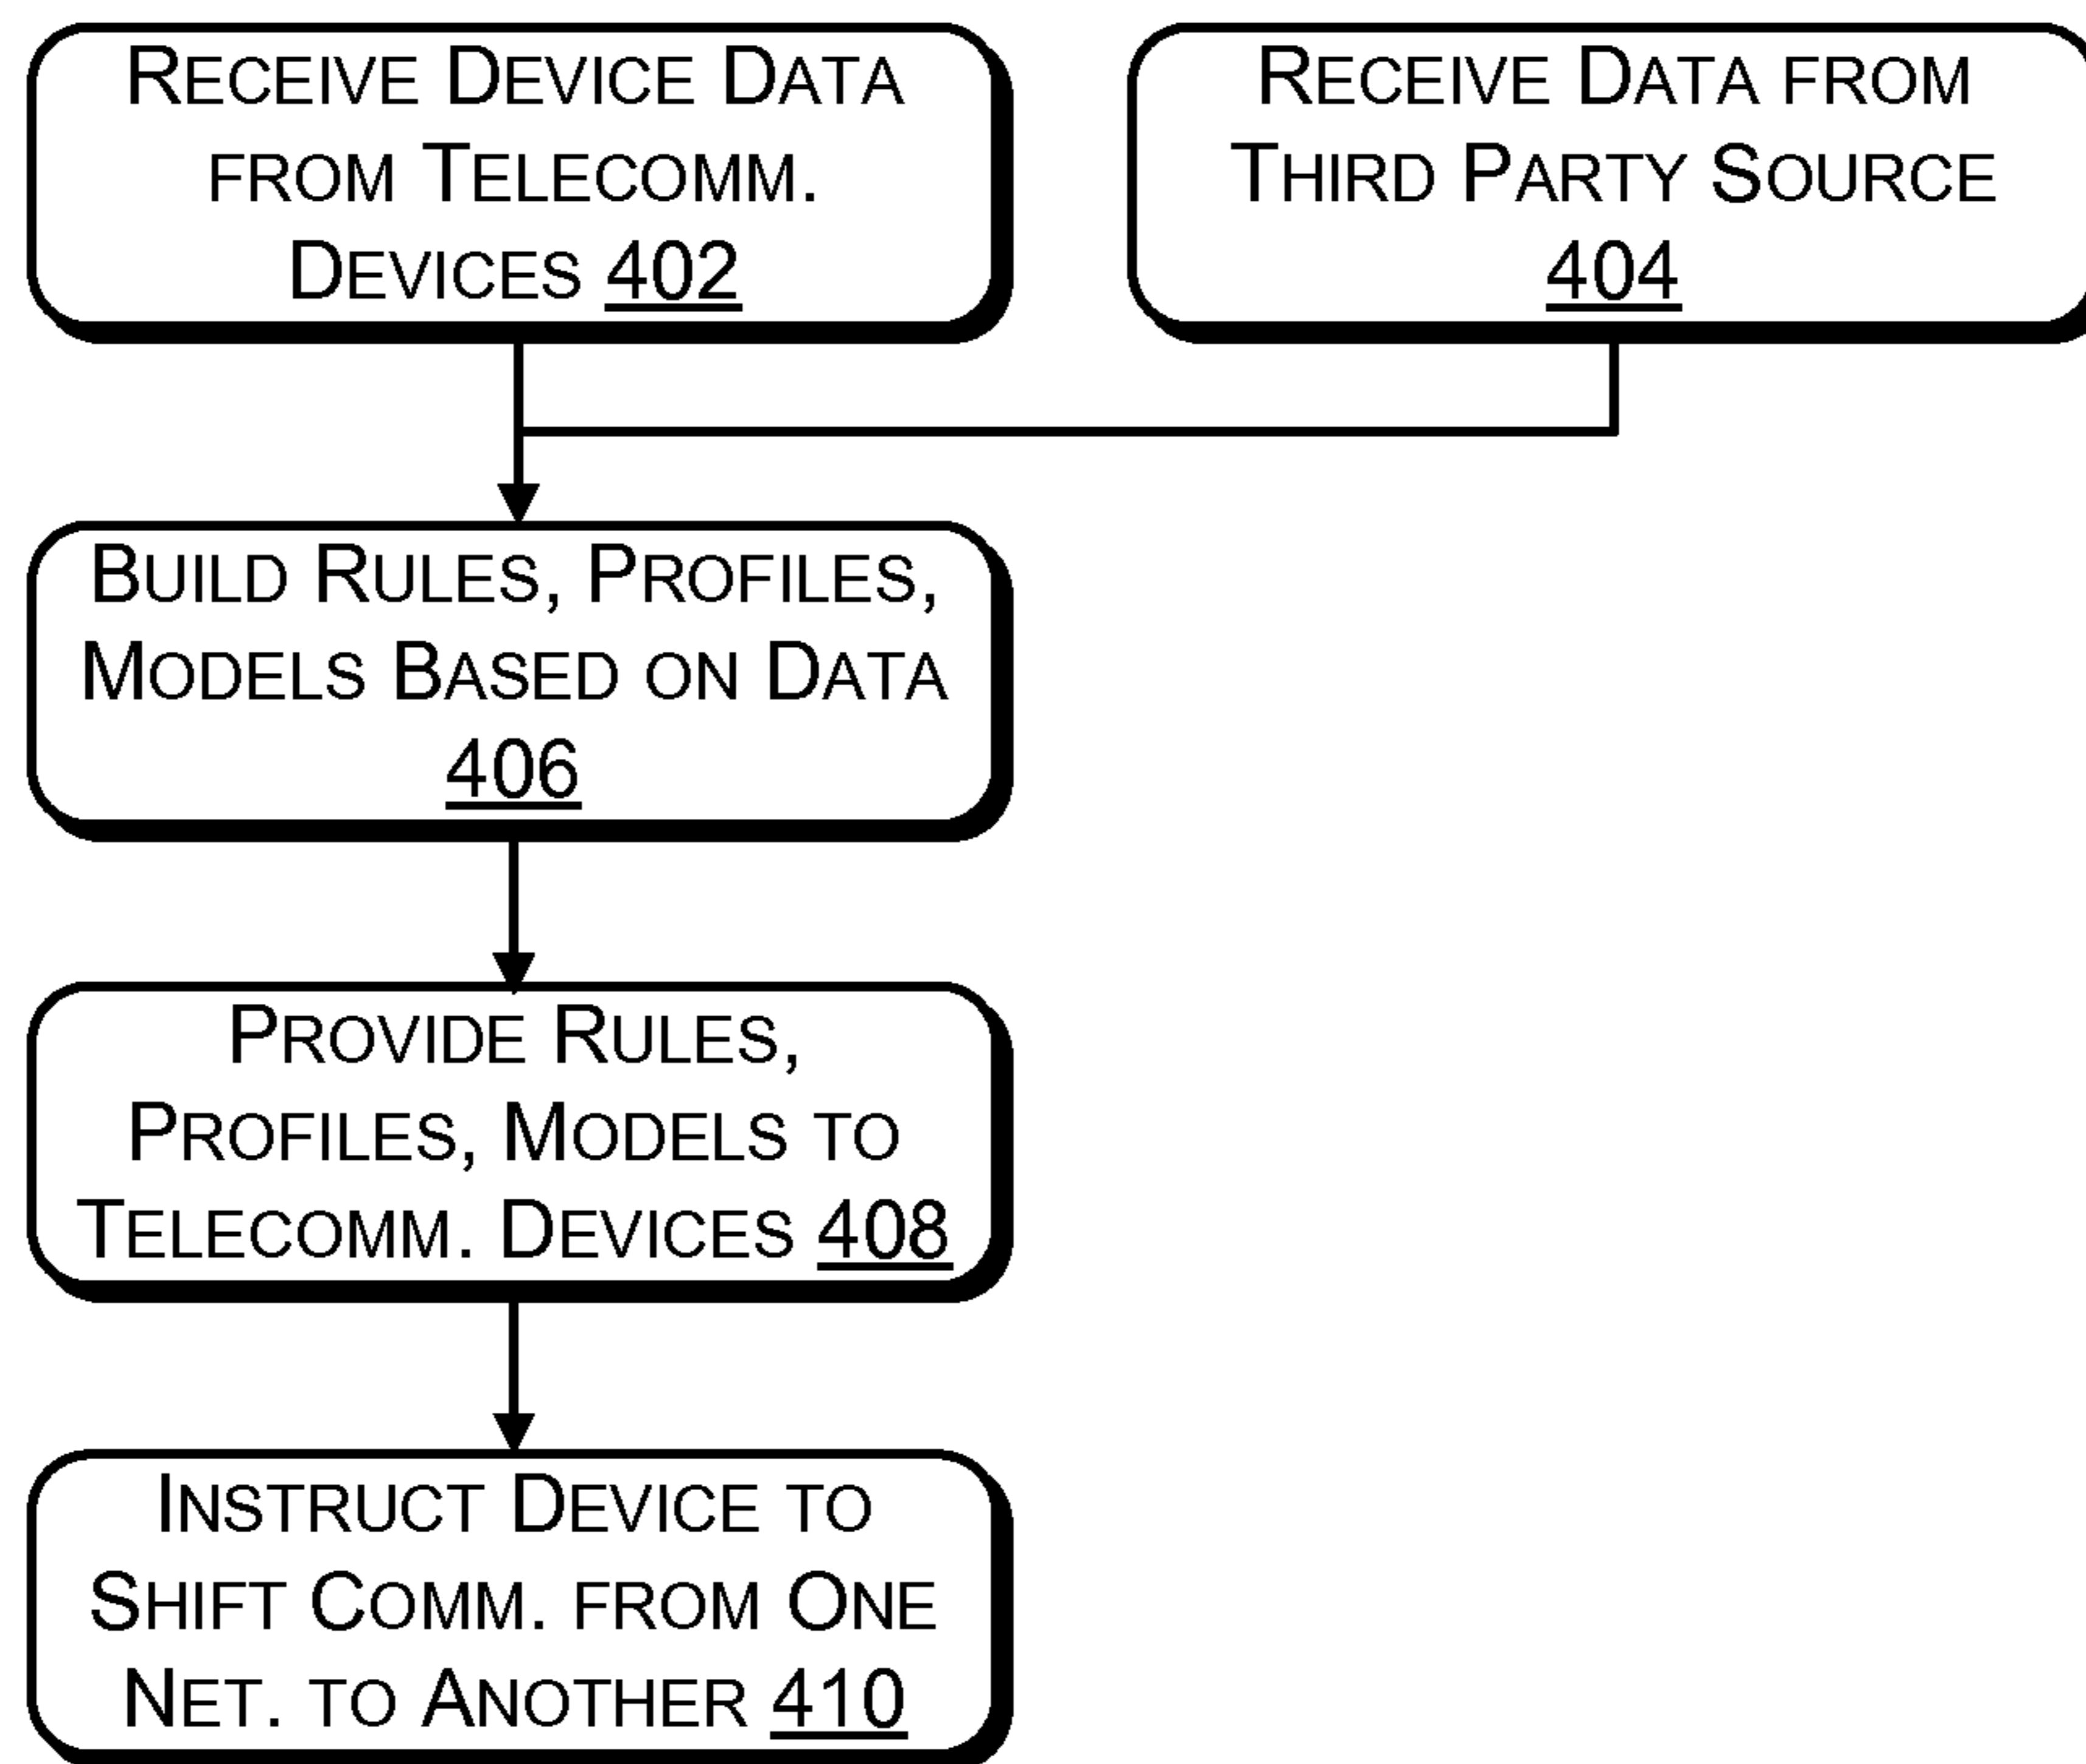 RECEIVE DEVICE DATA
FROM TELECOMM.
DEVICES 402
RECEIVE DATA FROM
THIRD PARTY SOURCE
404
BUILD RULES, PROFILES,
MODELS BASED ON DATA
406
PROVIDE RULES,
PROFILES, MODELS TO
TELECOMM. DEVICES 408
INSTRUCT DEVICE TO
SHIFT COMM. FROM ONE
NET. TO ANOTHER 410